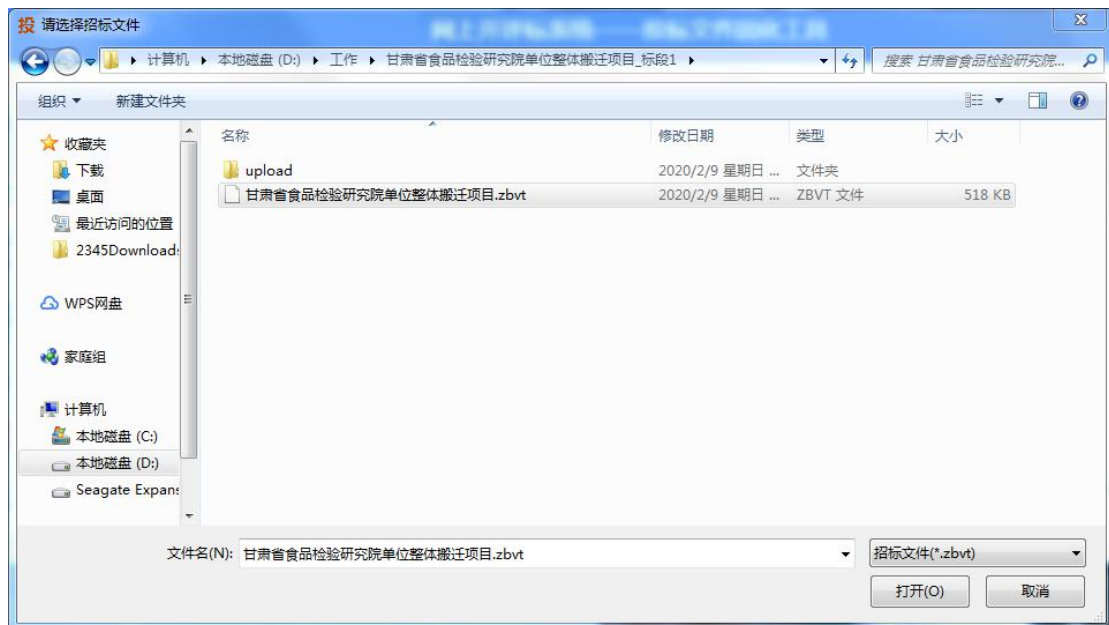 投 请选择招标文件
计算机 本地磁盘 (D:) 工作 甘肃省食品检验研究院单位整体搬迁项目_标段1
搜索 甘肃省食品检验研究院...
组织 新建文件夹
收藏夹
下载
桌面
最近访问的位置
2345Downloads
WPS网盘
家庭组
计算机
本地磁盘 (C:)
本地磁盘 (D:)
Seagate Expans
名称 修改日期 类型 大小
upload 2020/2/9 星期日 ... 文件夹
甘肃省食品检验研究院单位整体搬迁项目.zbvt 2020/2/9 星期日 ... ZBVT 文件 518 KB
文件名(N): 甘肃省食品检验研究院单位整体搬迁项目.zbvt 招标文件(*.zbvt)
打开(O) 取消